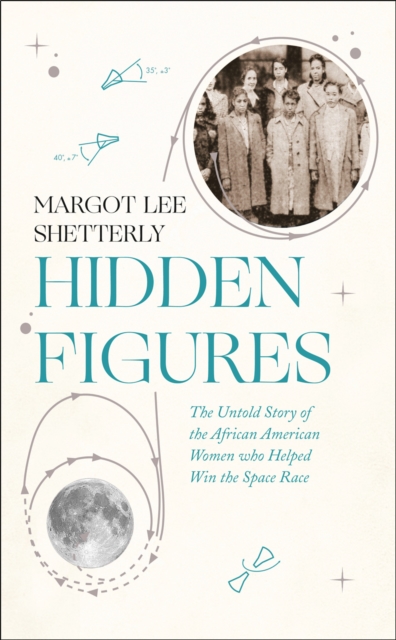 35°, +3°
40°, +7°
MARGOT LEE
SHETTERLY
HIDDEN
FIGURES
The Untold Story of
the African American
Women who Helped
Win the Space Race